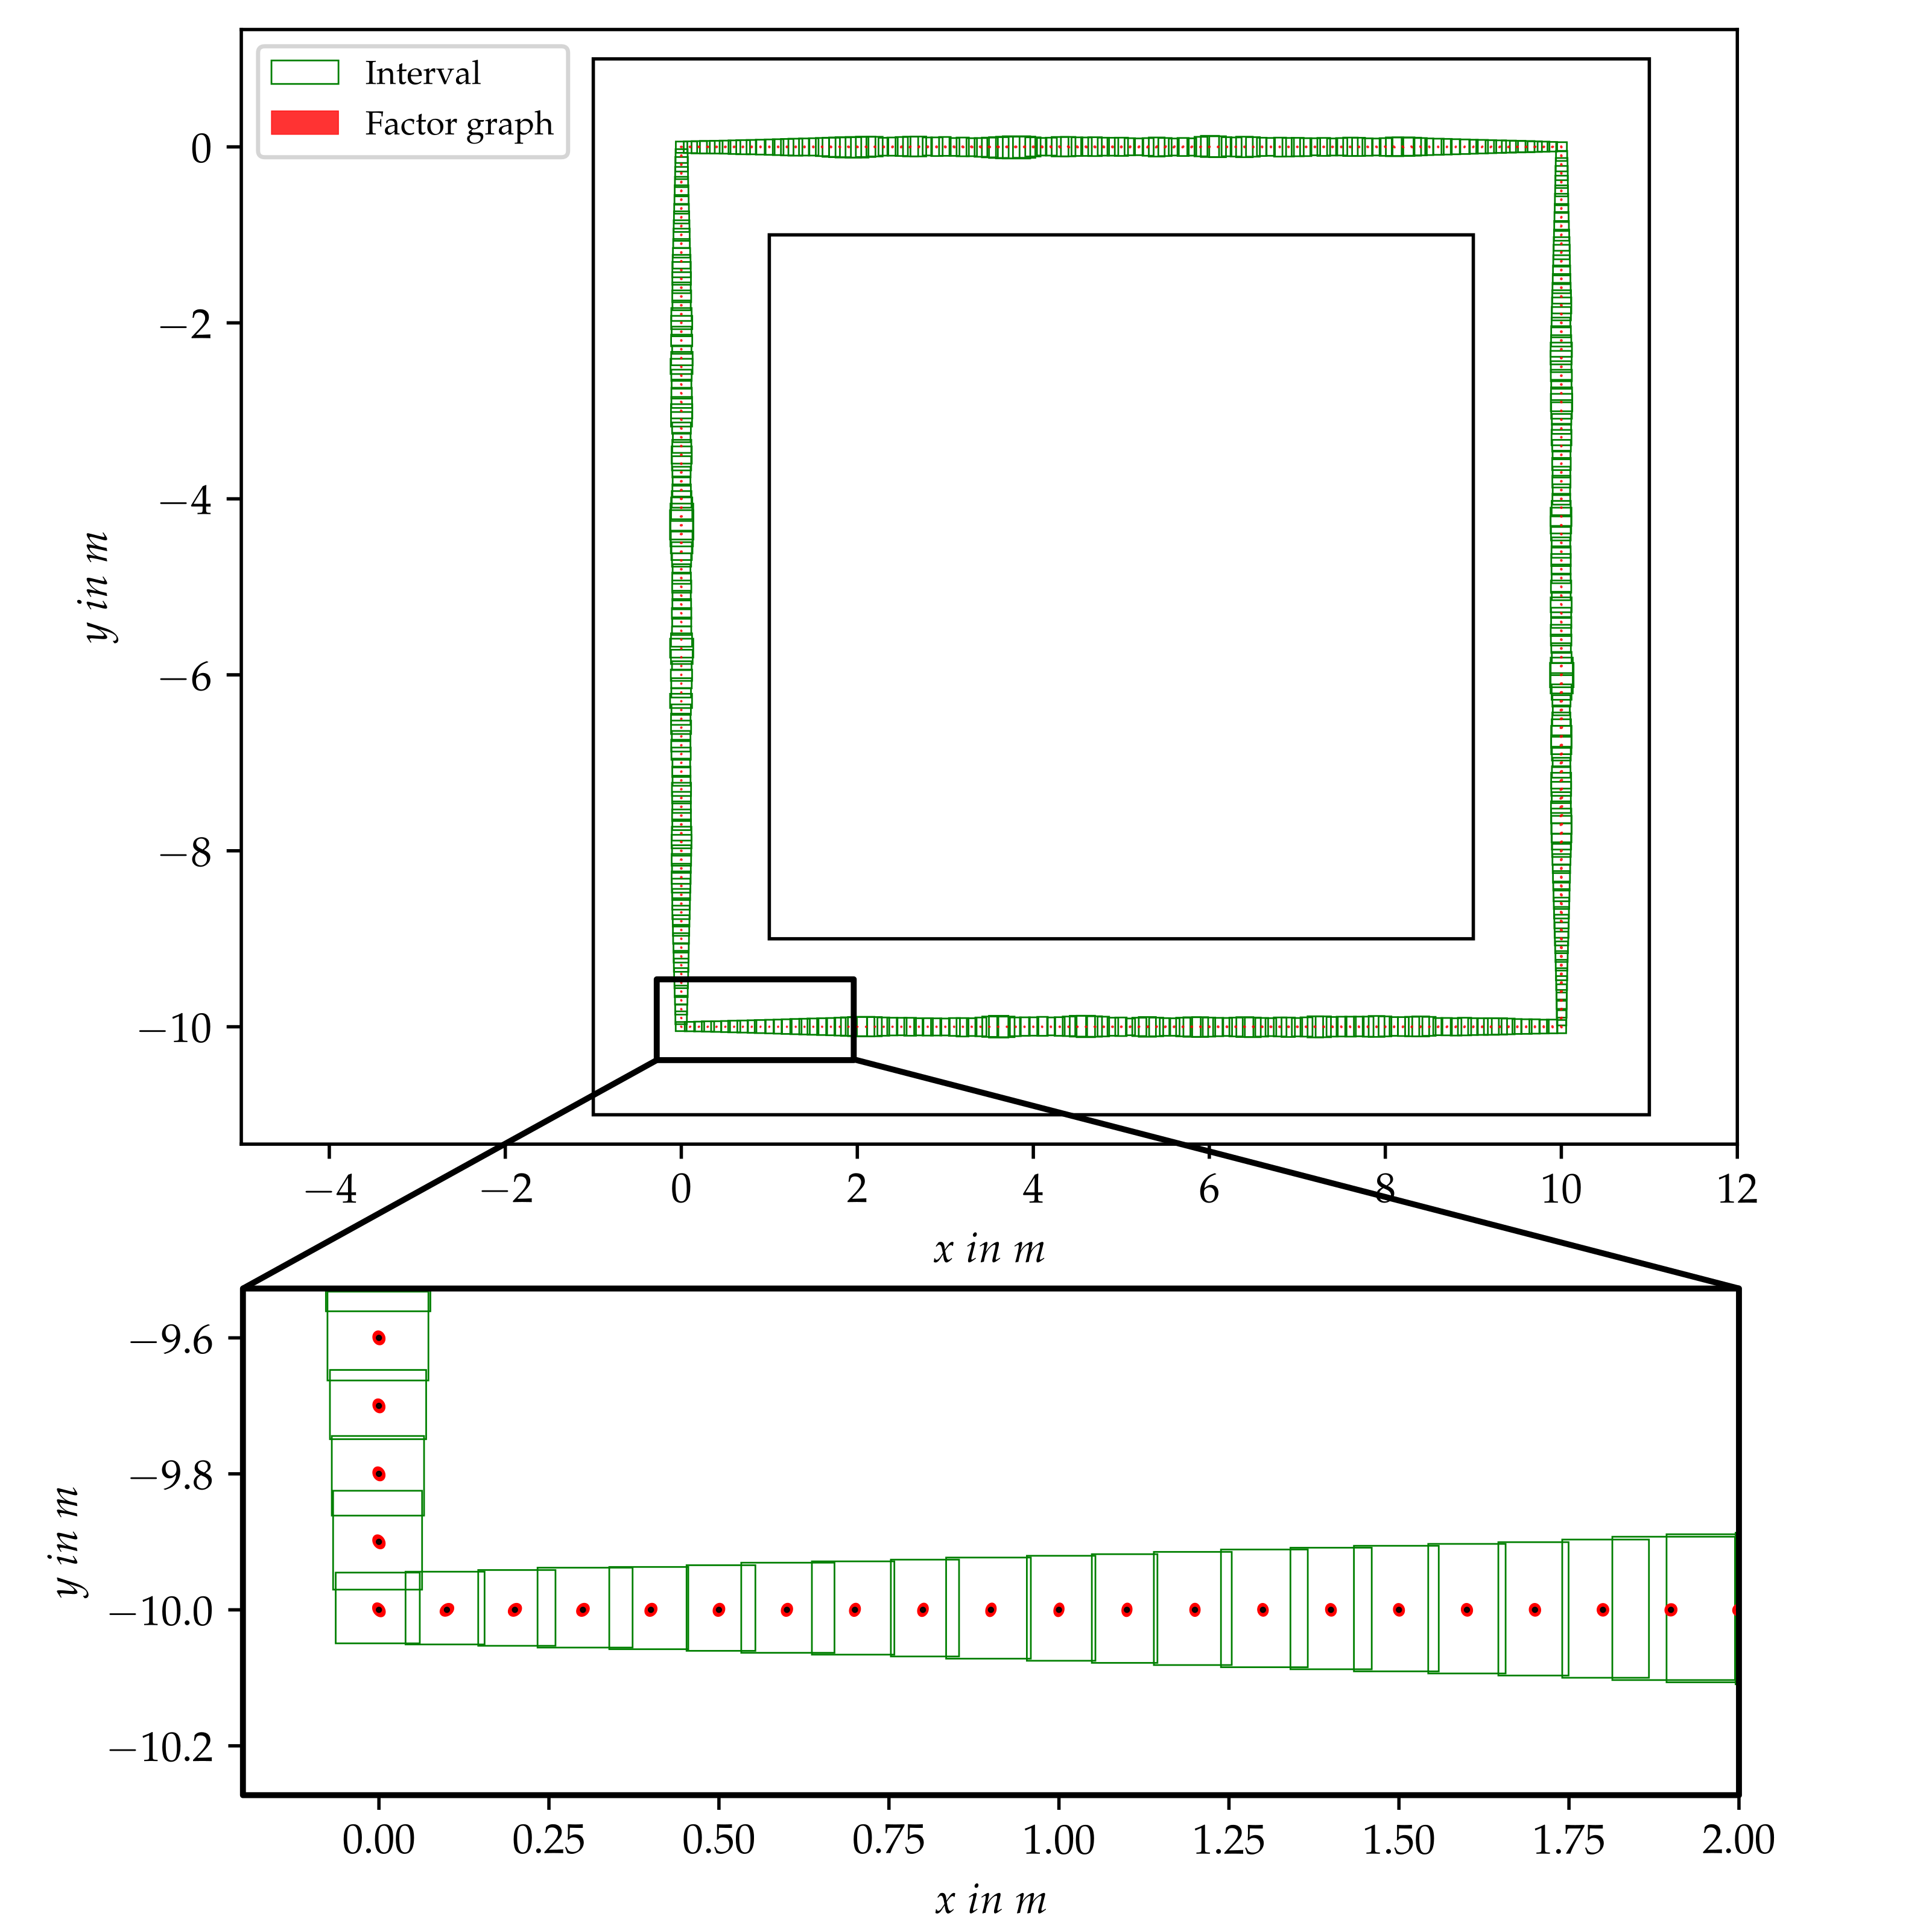 Interval
Factor graph
0
−2
−4
−6
−8
−10
y in m
−4 −2 0 2 4 6 8 10 12
x in m
−9.6
−9.8
−10.0
−10.2
y in m
0.00 0.25 0.50 0.75 1.00 1.25 1.50 1.75 2.00
x in m